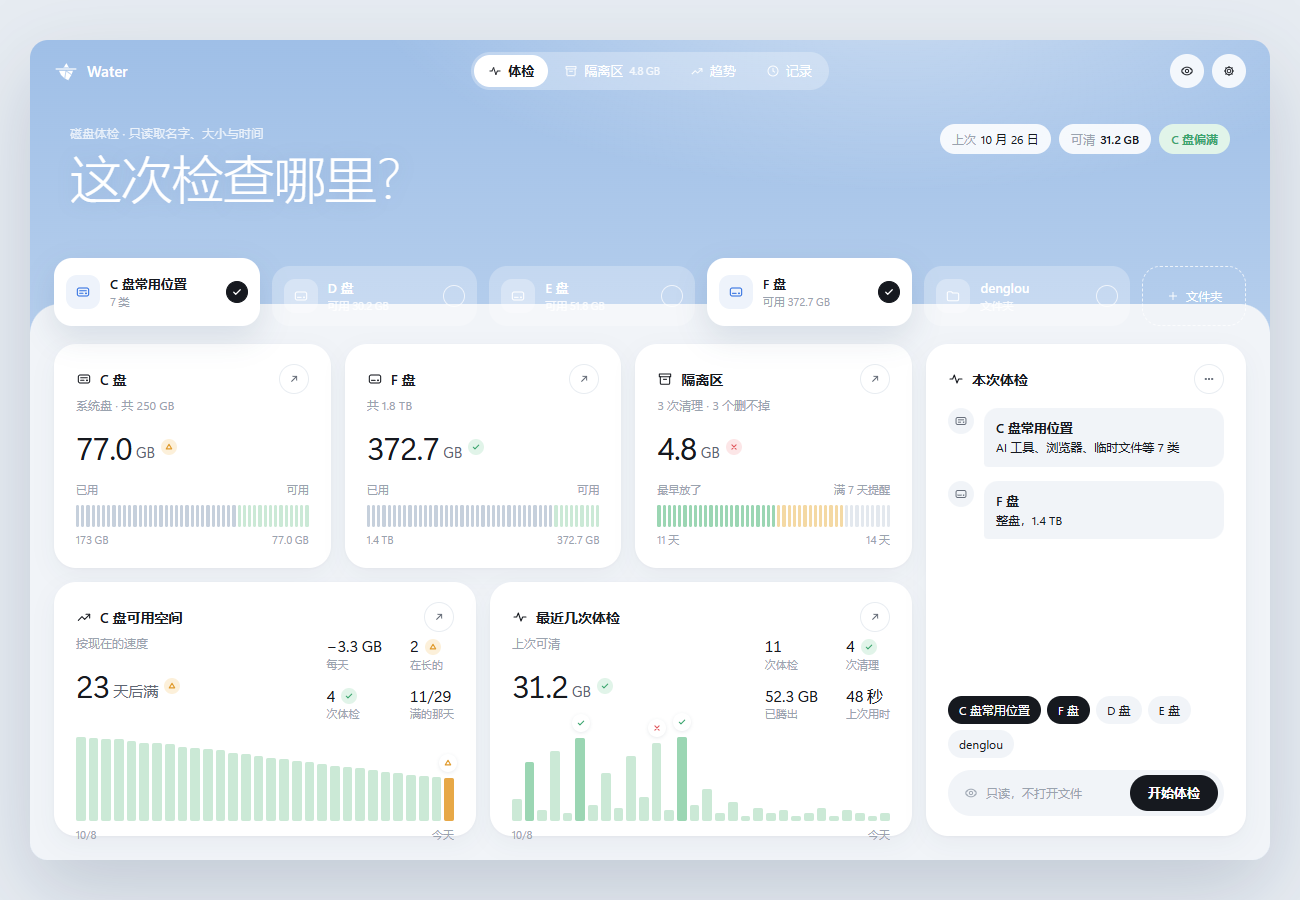 Water
体检
隔离区 4.8 GB
趋势
记录
磁盘体检 · 只读取名字、大小与时间
这次检查哪里?
上次 10 月 26 日
可清 31.2 GB
C 盘偏满
C 盘常用位置
7 类
D 盘
E 盘
F 盘
可用 372.7 GB
denglou
+ 文件夹
C 盘
系统盘 · 共 250 GB
77.0 GB
已用 可用
173 GB 77.0 GB
F 盘
共 1.8 TB
372.7 GB
已用 可用
1.4 TB 372.7 GB
隔离区
3 次清理 · 3 个删不掉
4.8 GB
最早放了 满 7 天提醒
11 天 14 天
本次体检
C 盘常用位置
AI 工具、浏览器、临时文件等 7 类
F 盘
整盘，1.4 TB
C 盘可用空间
按现在的速度
23 天后满
−3.3 GB
每天
2
在长的
4
次体检
11/29
满的那天
10/8 今天
最近几次体检
上次可清
31.2 GB
11
次体检
4
次清理
52.3 GB
已腾出
48 秒
上次用时
10/8 今天
C 盘常用位置
F 盘
D 盘
E 盘
denglou
只读，不打开文件
开始体检